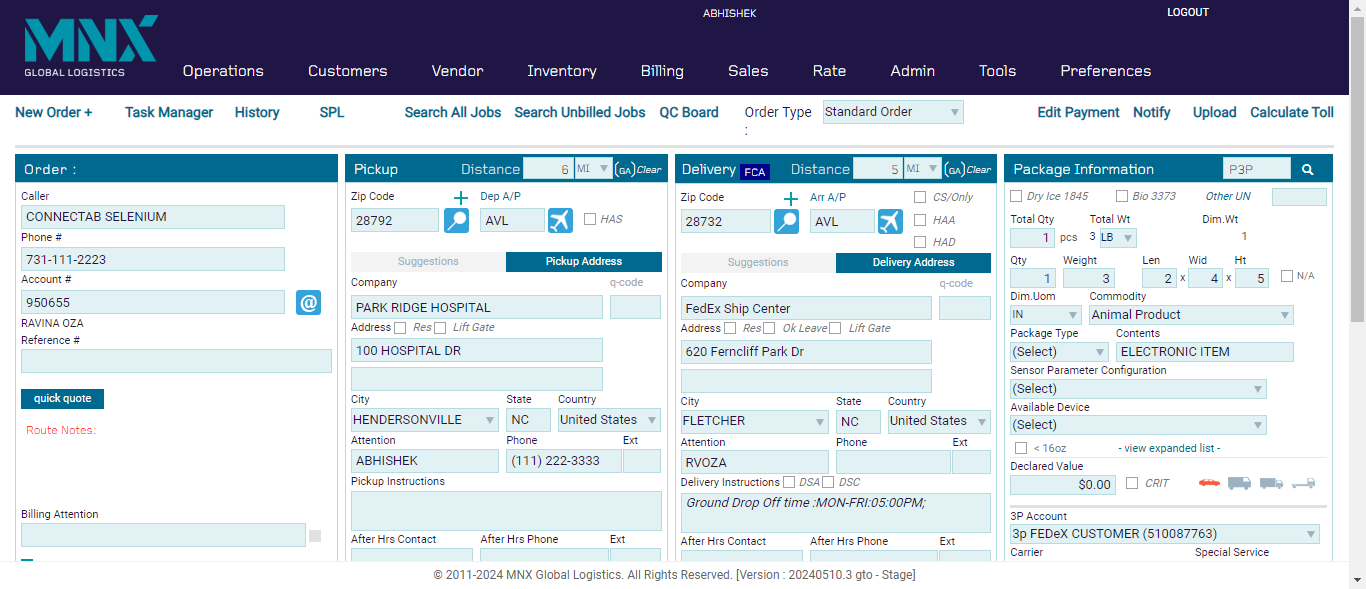 MNX
GLOBAL LOGISTICS
ABHISHEK
LOGOUT
Operations Customers Vendor Inventory Billing Sales Rate Admin Tools Preferences
New Order + Task Manager History SPL Search All Jobs Search Unbilled Jobs QC Board Order Type : Standard Order Edit Payment Notify Upload Calculate Toll
Order :
Caller
CONNECTAB SELENIUM
Phone #
731-111-2223
Account #
950655 @
RAVINA OZA
Reference #
quick quote
Route Notes:
Billing Attention
Pickup Distance 6 MI (GA) Clear
Zip Code + Dep A/P
28792 AVL HAS
Suggestions Pickup Address
Company q-code
PARK RIDGE HOSPITAL
Address Res Lift Gate
100 HOSPITAL DR
City State Country
HENDERSONVILLE NC United States
Attention Phone Ext
ABHISHEK (111) 222-3333
Pickup Instructions
After Hrs Contact After Hrs Phone Ext
Delivery FCA Distance 5 MI (GA) Clear
Zip Code + Arr A/P CS/Only
28732 AVL HAA
HAD
Suggestions Delivery Address
Company q-code
FedEx Ship Center
Address Res Ok Leave Lift Gate
620 Ferncliff Park Dr
City State Country
FLETCHER NC United States
Attention Phone Ext
RVOZA
Delivery Instructions DSA DSC
Ground Drop Off time :MON-FRI:05:00PM;
After Hrs Contact After Hrs Phone Ext
Package Information P3P
Dry Ice 1845 Bio 3373 Other UN
Total Qty Total Wt Dim.Wt
1 pcs 3 LB 1
Qty Weight Len Wid Ht
1 3 2 x 4 x 5 N/A
Dim.Uom Commodity
IN Animal Product
Package Type Contents
(Select) ELECTRONIC ITEM
Sensor Parameter Configuration
(Select)
Available Device
(Select)
< 16oz - view expanded list -
Declared Value
$0.00 CRIT
3P Account
3p FEDeX CUSTOMER (510087763)
Carrier Special Service
© 2011-2024 MNX Global Logistics. All Rights Reserved. [Version : 20240510.3 gto - Stage]